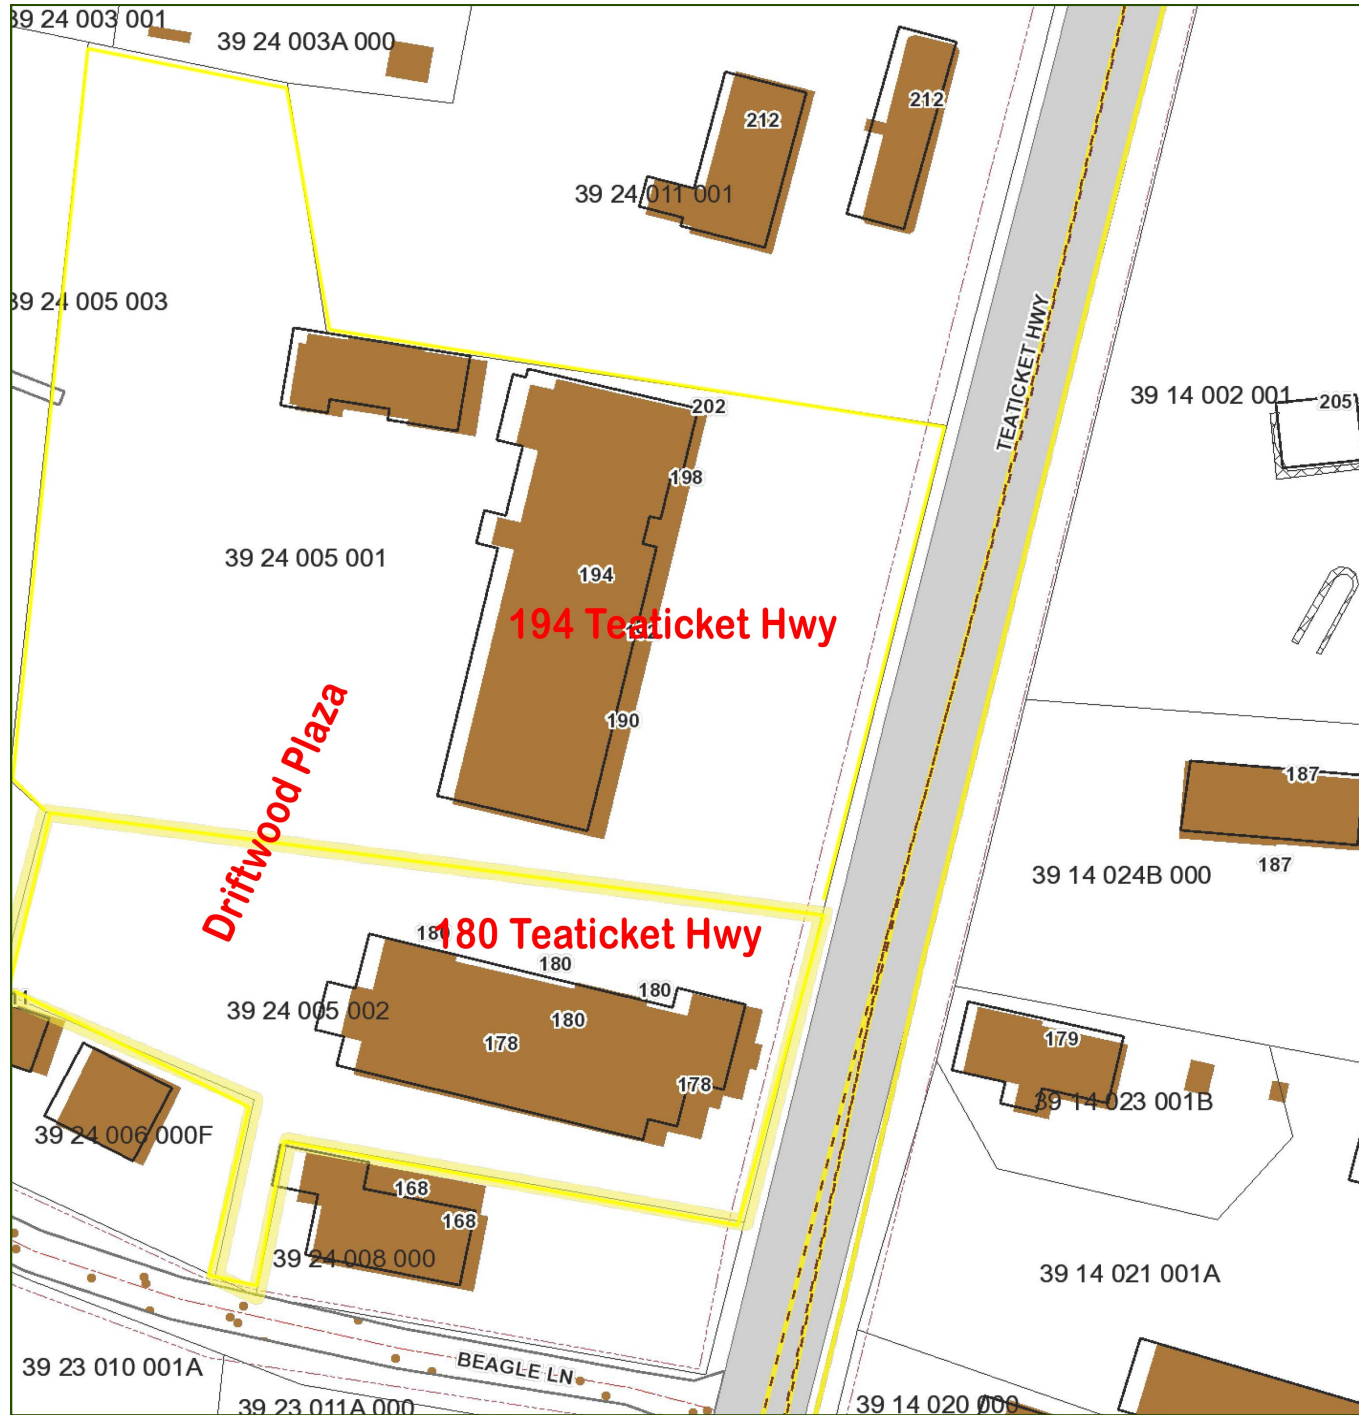 39 24 003 001
39 24 003A 000
212
212
39 24 011 001
39 24 005 003
TEATICKET HWY
39 14 002 001
205
202
198
39 24 005 001
194
194 Teaticket Hwy
192
190
Driftwood Plaza
187
187
39 14 024B 000
180
180 Teaticket Hwy
180
180
39 24 005 002
180
178
178
11
179
39 14 023 001B
39 24 006 000F
168
168
39 24 008 000
39 14 021 001A
BEAGLE LN
39 23 010 001A
39 23 011A 000
39 14 020 000